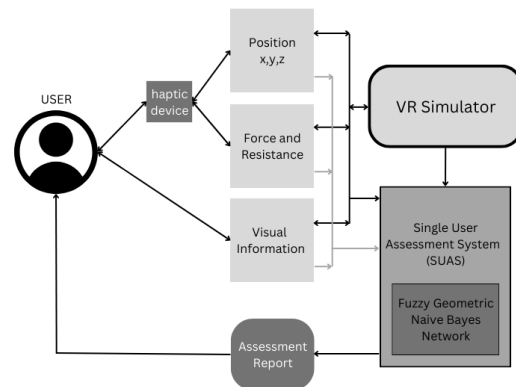 USER
haptic
device
Position
x,y,z
Force and
Resistance
Visual
Information
VR Simulator
Single User
Assessment System
(SUAS)
Fuzzy Geometric
Naive Bayes
Network
Assessment
Report